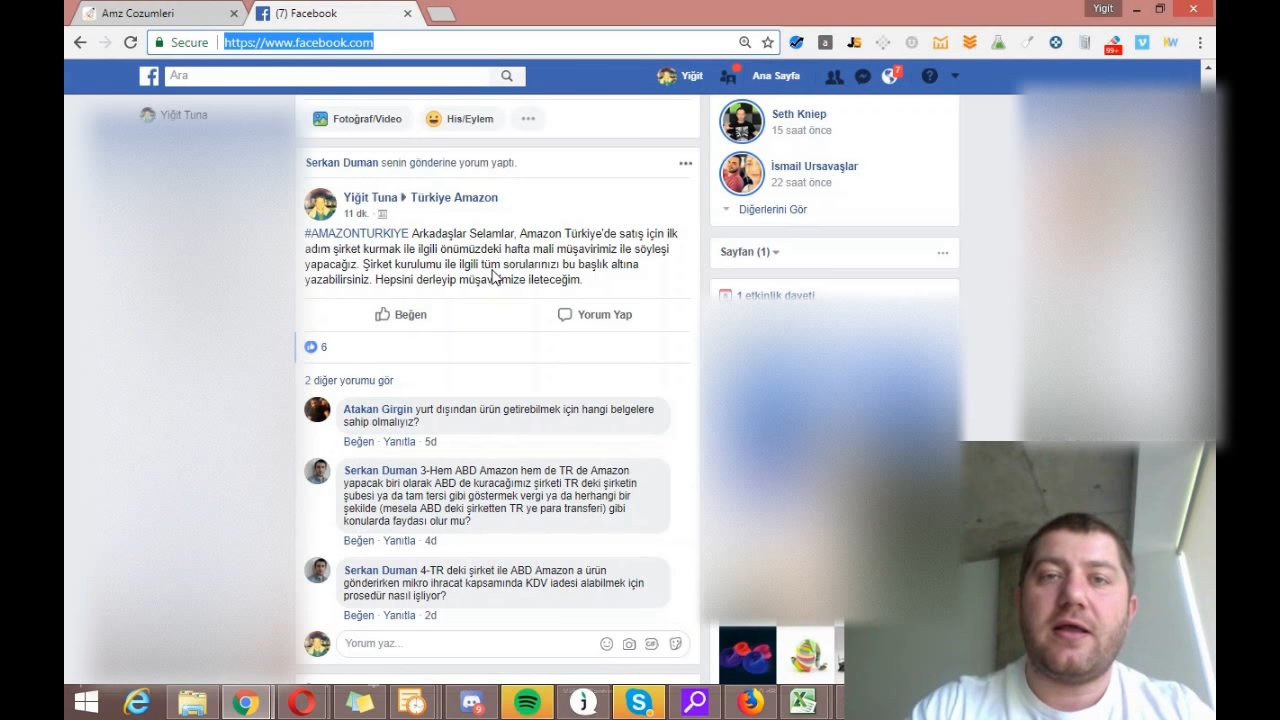 Amz Cozumleri
(7) Facebook
Yigit
Secure
https://www.facebook.com
99+
Ara
Yiğit
Ana Sayfa
7
Yiğit Tuna
Fotoğraf/Video
His/Eylem
Serkan Duman senin gönderine yorum yaptı.
Yiğit Tuna Türkiye Amazon
11 dk.
#AMAZONTURKIYE Arkadaşlar Selamlar, Amazon Türkiye'de satış için ilk
adım şirket kurmak ile ilgili önümüzdeki hafta mali müşavirimiz ile söyleşi
yapacağız. Şirket kurulumu ile ilgili tüm sorularınızı bu başlık altına
yazabilirsiniz. Hepsini derleyip müşavirimize ileteceğim.
Beğen
Yorum Yap
6
2 diğer yorumu gör
Atakan Girgin yurt dışından ürün getirebilmek için hangi belgelere
sahip olmalıyız?
Beğen · Yanıtla · 5d
Serkan Duman 3-Hem ABD Amazon hem de TR de Amazon
yapacak biri olarak ABD de kuracağımız şirketi TR deki şirketin
şubesi ya da tam tersi gibi göstermek vergi ya da herhangi bir
şekilde (mesela ABD deki şirketten TR ye para transferi) gibi
konularda faydası olur mu?
Beğen · Yanıtla · 4d
Serkan Duman 4-TR deki şirket ile ABD Amazon a ürün
gönderirken mikro ihracat kapsamında KDV iadesi alabilmek için
prosedür nasıl işliyor?
Beğen · Yanıtla · 2d
Yorum yaz...
Seth Kniep
15 saat önce
İsmail Ursavaşlar
22 saat önce
Diğerlerini Gör
Sayfan (1)
1 etkinlik daveti